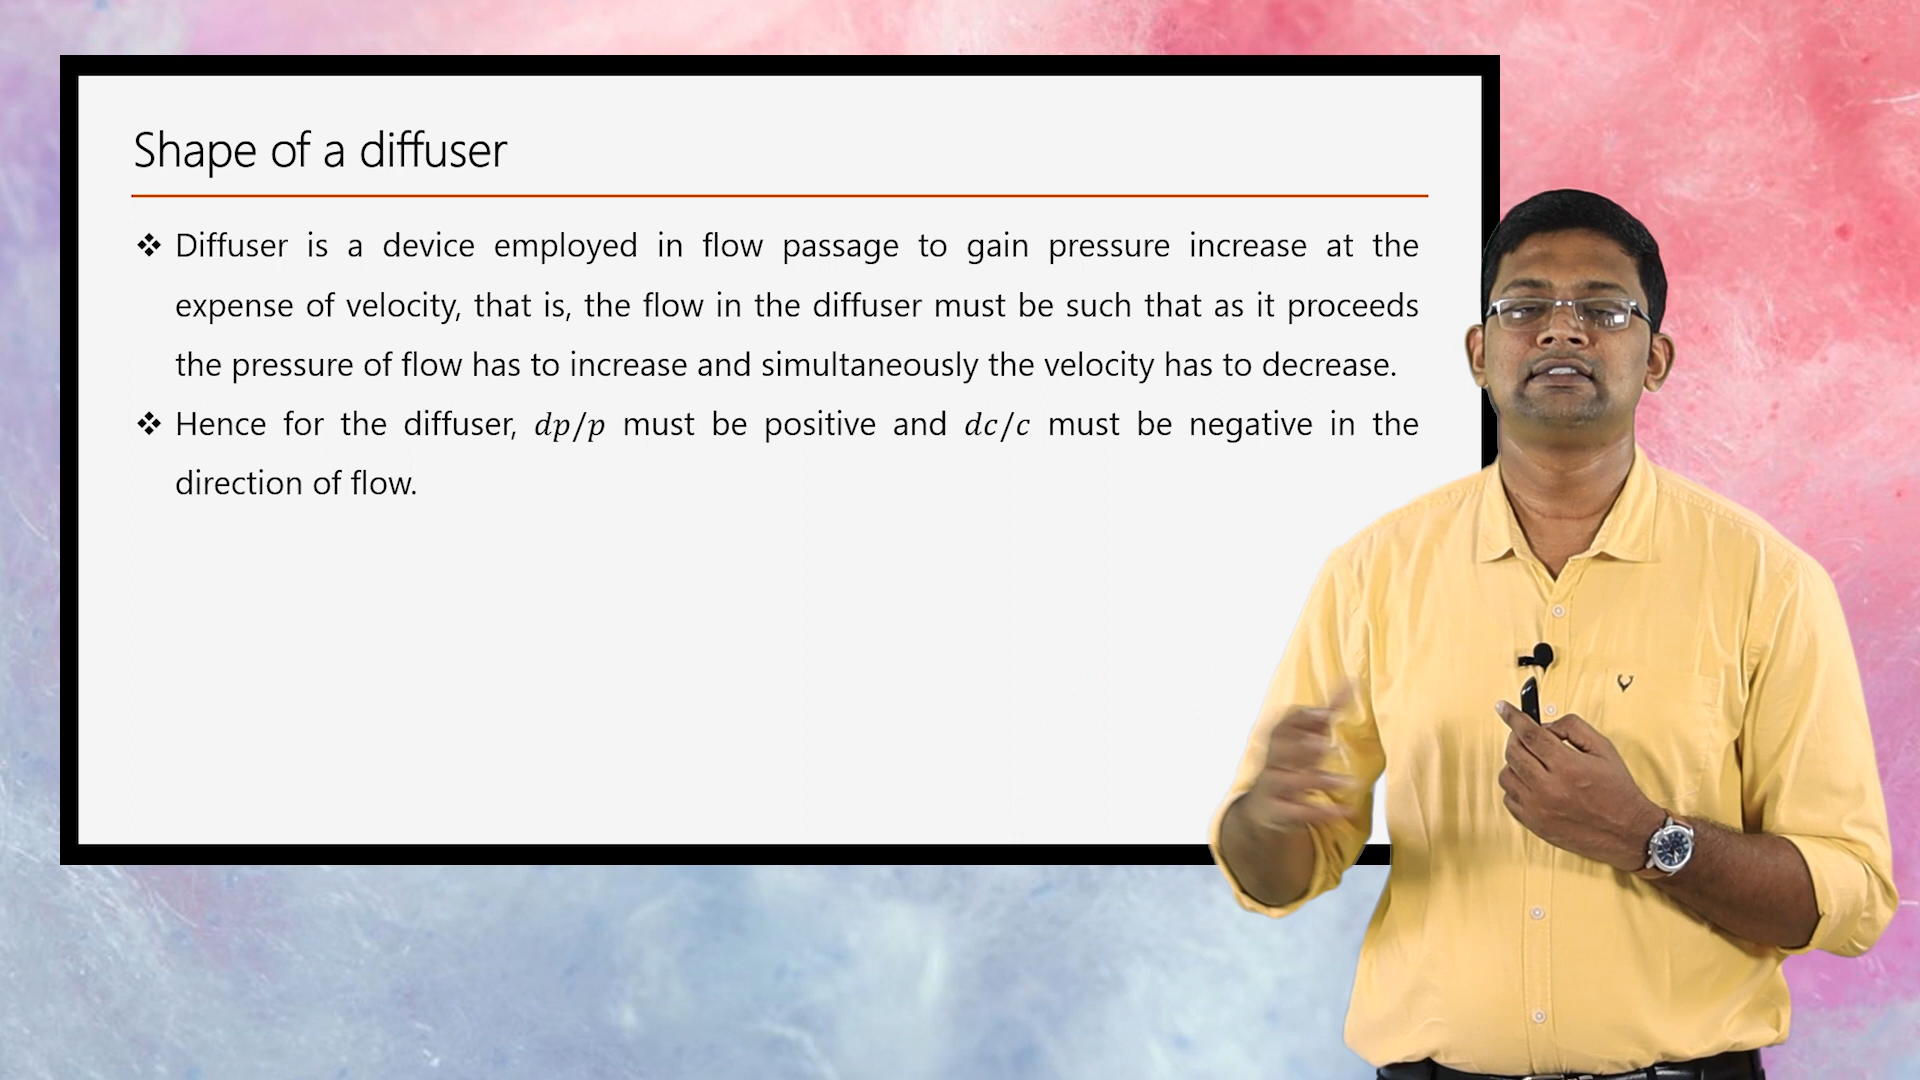 Shape of a diffuser
❖ Diffuser is a device employed in flow passage to gain pressure increase at the
expense of velocity, that is, the flow in the diffuser must be such that as it proceeds
the pressure of flow has to increase and simultaneously the velocity has to decrease.
❖ Hence for the diffuser, dp/p must be positive and dc/c must be negative in the
direction of flow.